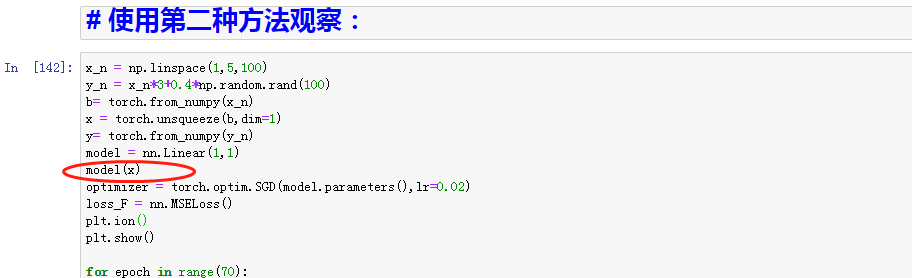 # 使用第二种方法观察：
In [142]:
x_n = np.linspace(1,5,100)
y_n = x_n*3+0.4*np.random.rand(100)
b= torch.from_numpy(x_n)
x = torch.unsqueeze(b,dim=1)
y= torch.from_numpy(y_n)
model = nn.Linear(1,1)
model(x)
optimizer = torch.optim.SGD(model.parameters(),lr=0.02)
loss_F = nn.MSELoss()
plt.ion()
plt.show()
for epoch in range(70):